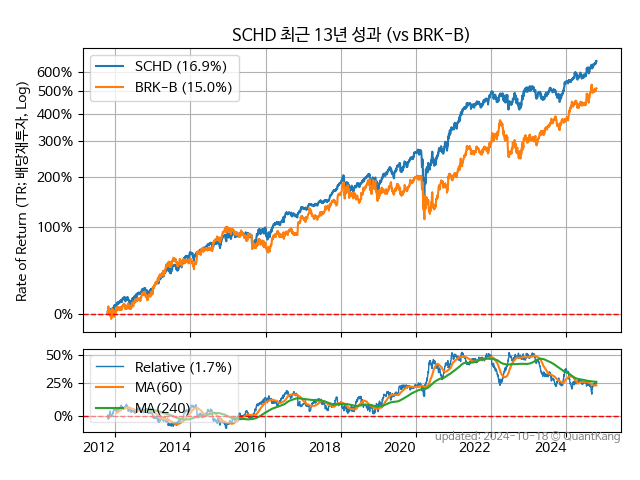 SCHD 최근 13년 성과 (vs BRK-B)
Rate of Return (TR; 배당재투자, Log)
600%
500%
400%
300%
200%
100%
0%
SCHD (16.9%)
BRK-B (15.0%)
50%
25%
0%
Relative (1.7%)
MA(60)
MA(240)
2012 2014 2016 2018 2020 2022 2024
updated: 2024-10-18 © QuantKang